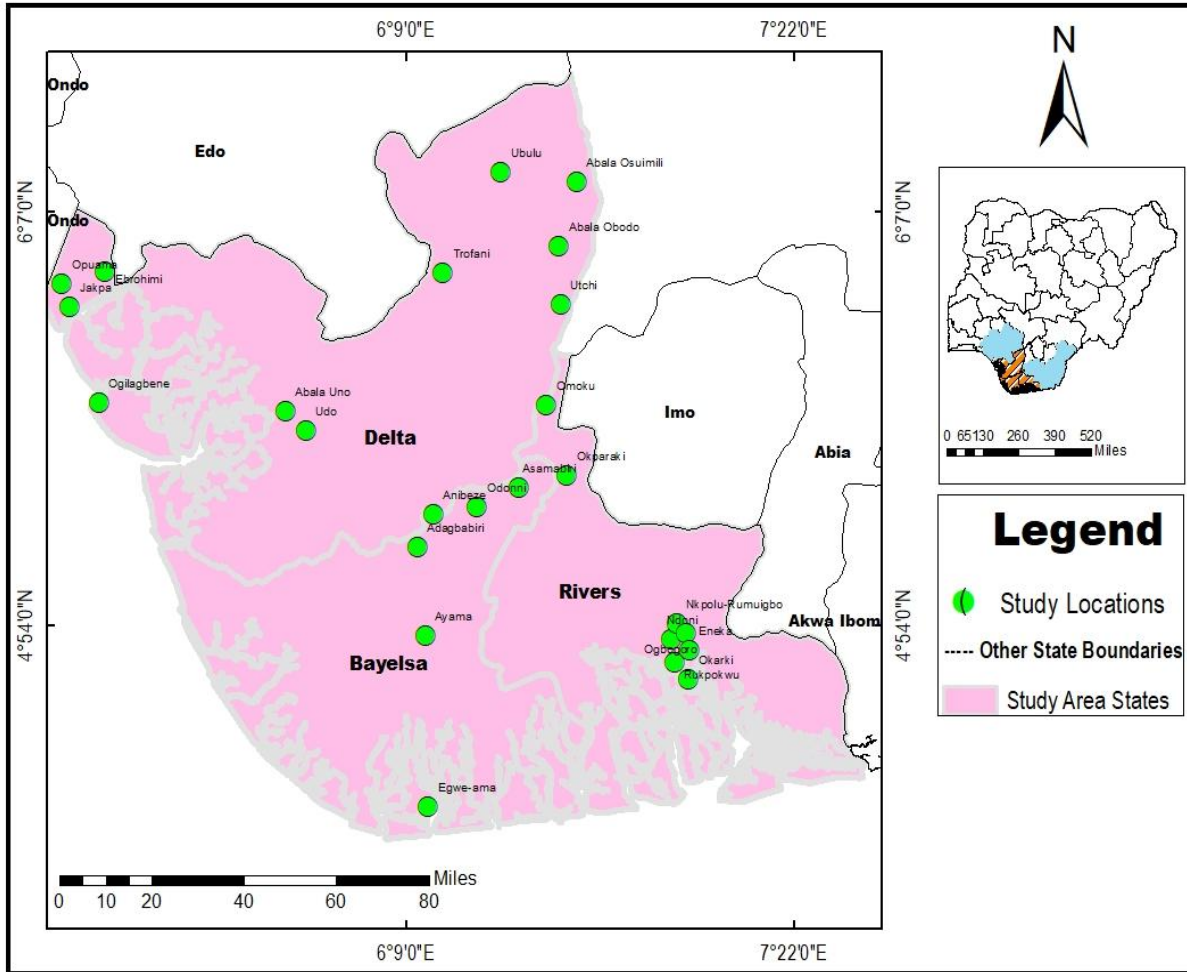 6°9'0"E
7°22'0"E
N
Ondo
Edo
Ubulu
Abala Osuimili
6°7'0"N
6°7'0"N
Ondo
Abala Obodo
Trofani
Opuama
Ebrohimi
Jakpa
Utchi
Ogilagbene
Abala Uno
Omoku
Udo
Imo
Delta
Abia
Okparaki
Asamabiri
Odonni
Anibeze
Adagbabiri
Rivers
Nkpolu-Rumuigbo
Ndoni
Akwa Ibom
4°54'0"N
4°54'0"N
Ayama
Eneka
Ogbogoro
Okarki
Bayelsa
Rukpokwu
Egwe-ama
Miles
0 10 20 40 60 80
6°9'0"E
7°22'0"E
0 65 130 260 390 520
Miles
Legend
Study Locations
Other State Boundaries
Study Area States